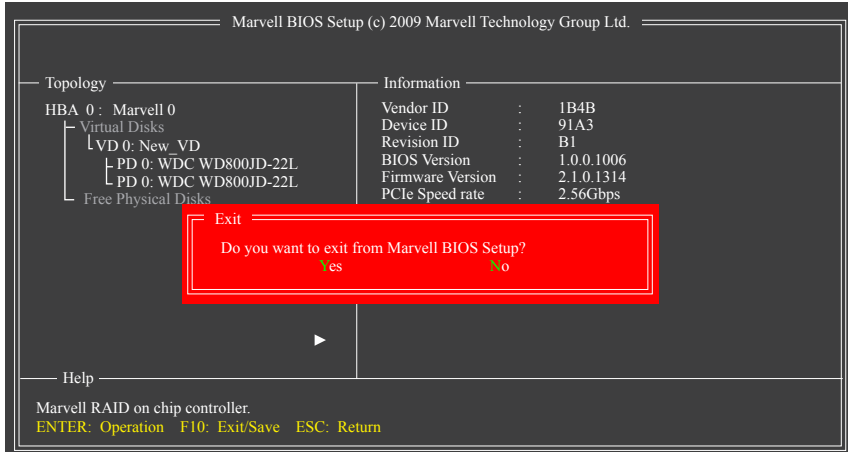 Marvell BIOS Setup (c) 2009 Marvell Technology Group Ltd.
Topology
HBA 0 : Marvell 0
Virtual Disks
VD 0: New_VD
PD 0: WDC WD800JD-22L
PD 0: WDC WD800JD-22L
Free Physical Disks
Information
Vendor ID : 1B4B
Device ID : 91A3
Revision ID : B1
BIOS Version : 1.0.0.1006
Firmware Version : 2.1.0.1314
PCIe Speed rate : 2.56Gbps
Exit
Do you want to exit from Marvell BIOS Setup?
Yes No
Help
Marvell RAID on chip controller.
ENTER: Operation F10: Exit/Save ESC: Return